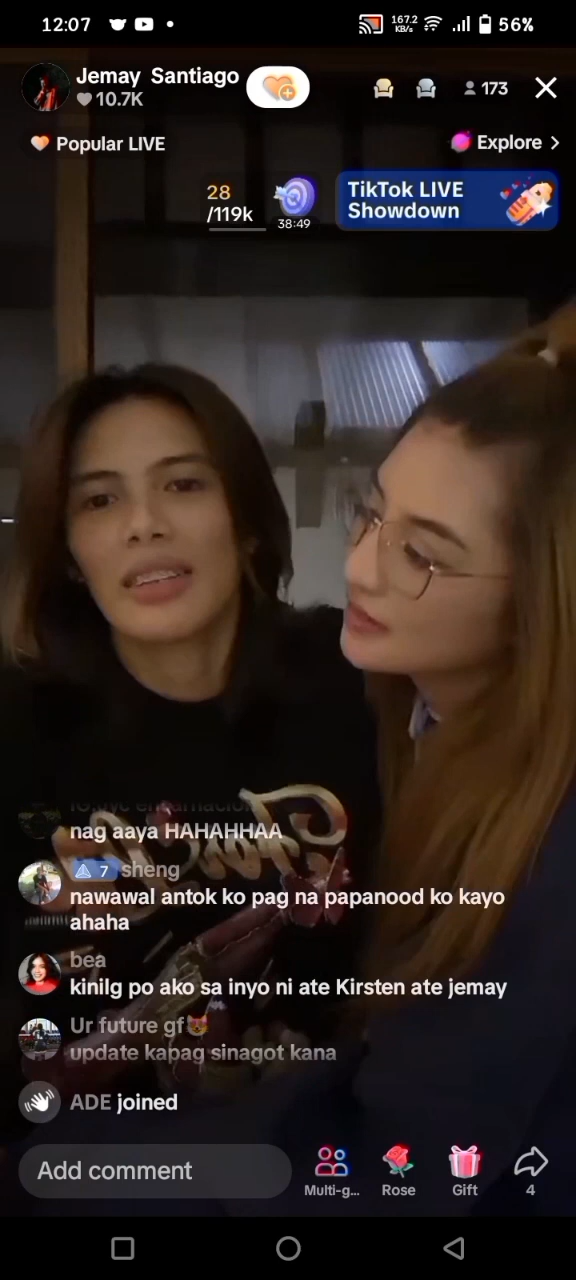 12:07
167.2
KB/s
56%
Jemay Santiago
10.7K
173
Popular LIVE
Explore
28
/119k
38:49
TikTok LIVE
Showdown
nag aaya HAHAHHAA
7 sheng
nawawal antok ko pag na papanood ko kayo
ahaha
bea
kinilg po ako sa inyo ni ate Kirsten ate jemay
Ur future gf
update kapag sinagot kana
ADE joined
Add comment
Multi-g...
Rose
Gift
4